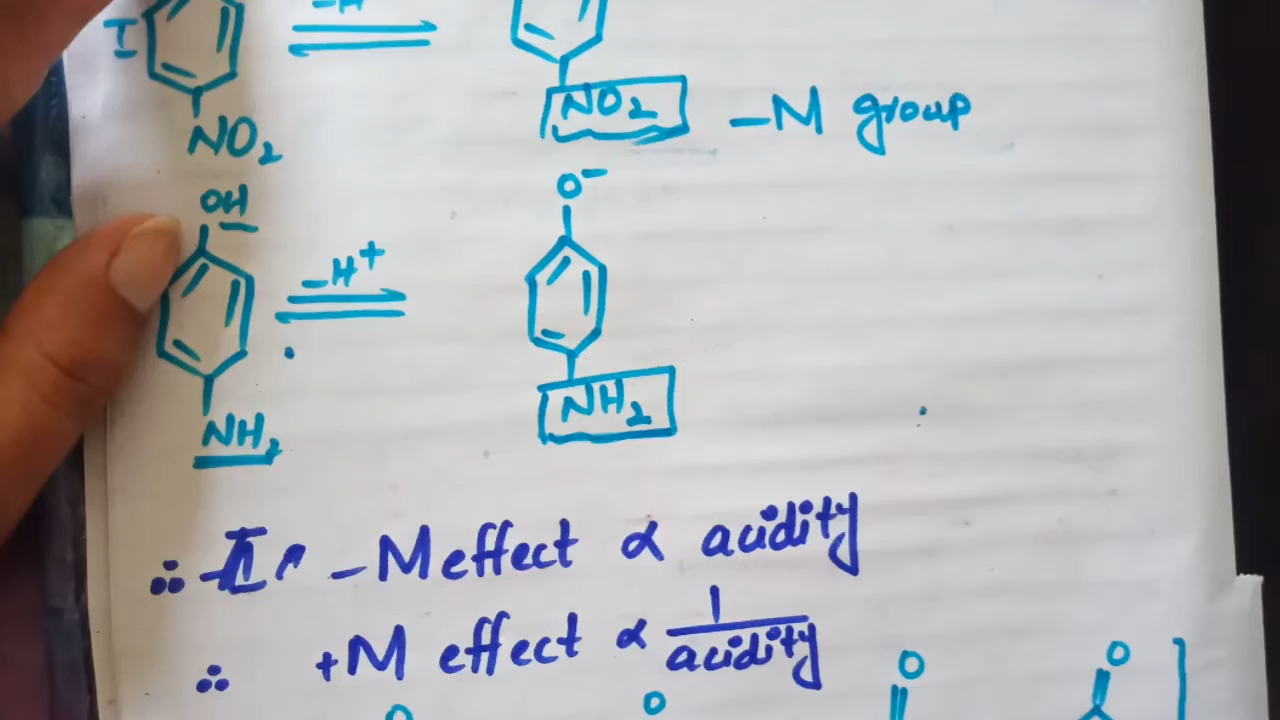 I
NO₂
NO₂
-M group
OH
O⁻
-H⁺
NH₂
NH₂
∴ -I, -M effect ∝ acidity
∴ +M effect ∝ 1/acidity
O
O
O
O